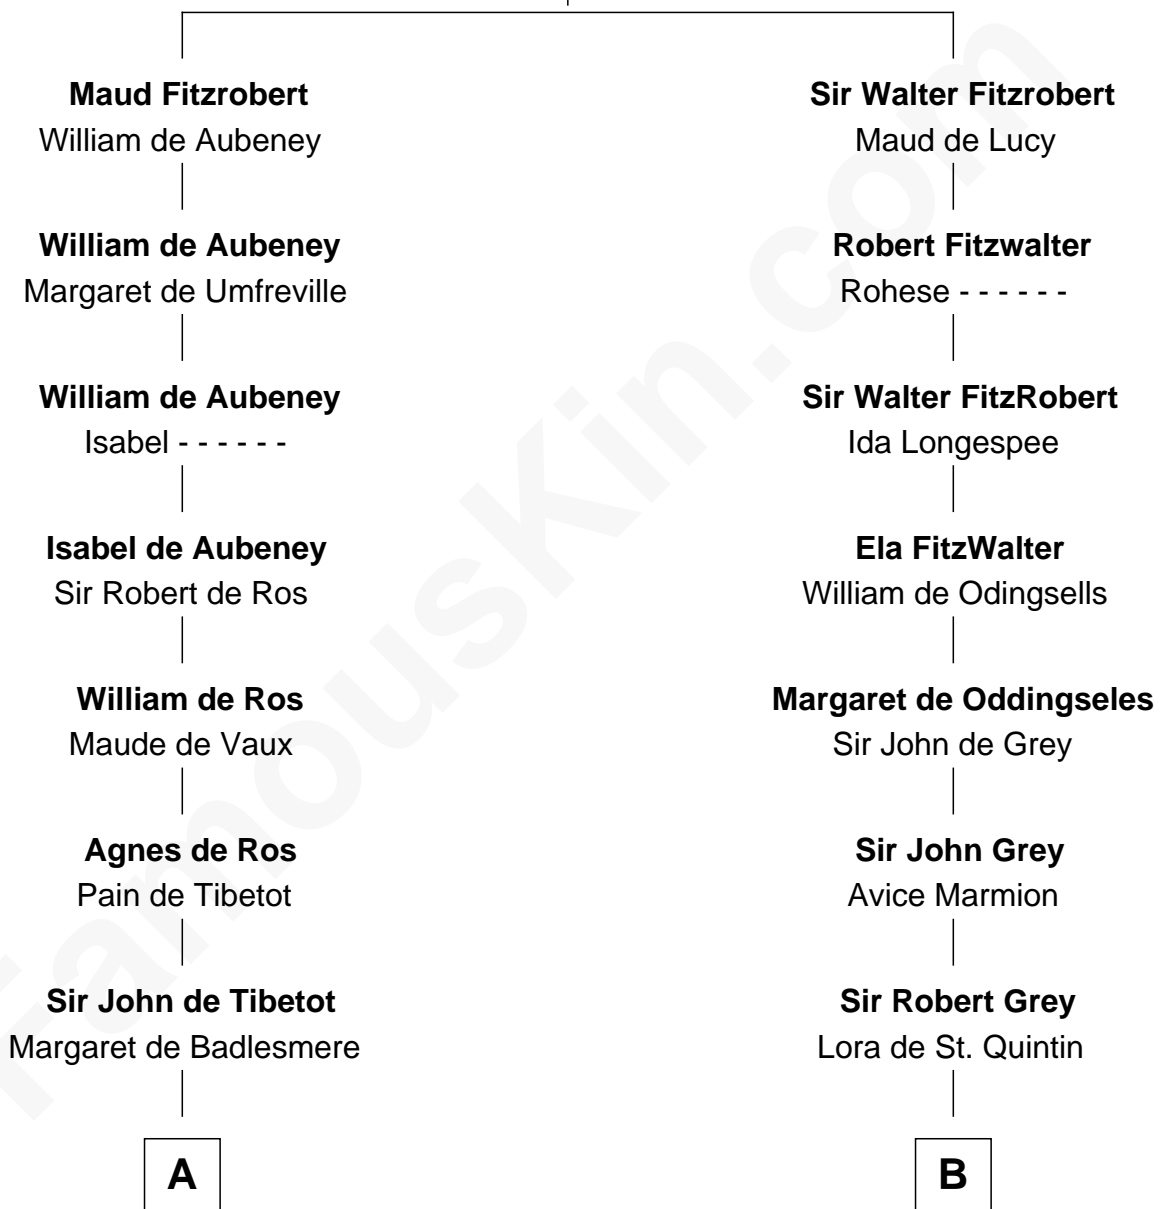 Maud Fitzrobert
William de Aubeney
William de Aubeney
Margaret de Umfreville
William de Aubeney
Isabel - - - - - -
Isabel de Aubeney
Sir Robert de Ros
William de Ros
Maude de Vaux
Agnes de Ros
Pain de Tibetot
Sir John de Tibetot
Margaret de Badlesmere
A
Sir Walter Fitzrobert
Maud de Lucy
Robert Fitzwalter
Rohese - - - - - -
Sir Walter FitzRobert
Ida Longespee
Ela FitzWalter
William de Odingsells
Margaret de Oddingseles
Sir John de Grey
Sir John Grey
Avice Marmion
Sir Robert Grey
Lora de St. Quintin
B
FamousKin.com